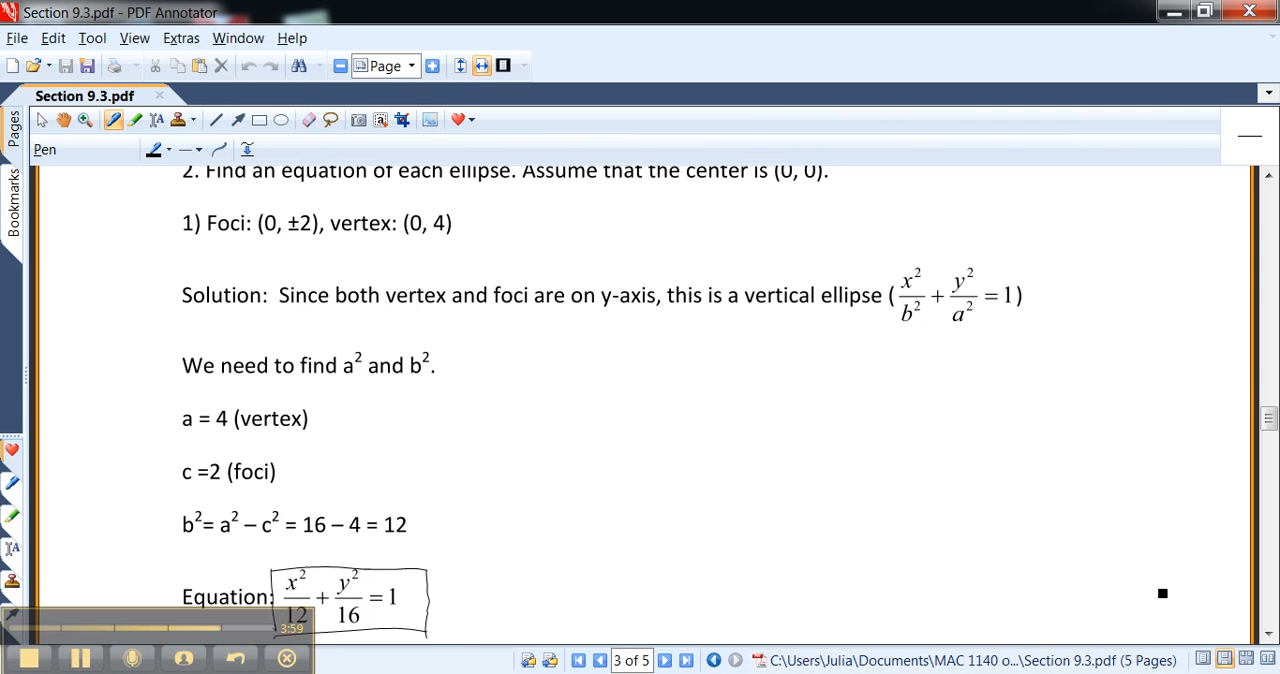 Section 9.3.pdf - PDF Annotator
File Edit Tool View Extras Window Help
Page
Section 9.3.pdf
Pages
Bookmarks
Pen
2. Find an equation of each ellipse. Assume that the center is (0, 0).
1) Foci: (0, ±2), vertex: (0, 4)
Solution: Since both vertex and foci are on y-axis, this is a vertical ellipse (x²/b² + y²/a² = 1)
We need to find a² and b².
a = 4 (vertex)
c =2 (foci)
b²= a² – c² = 16 – 4 = 12
Equation: x²/12 + y²/16 = 1
3:59
3 of 5
C:\Users\Julia\Documents\MAC 1140 o...\Section 9.3.pdf (5 Pages)